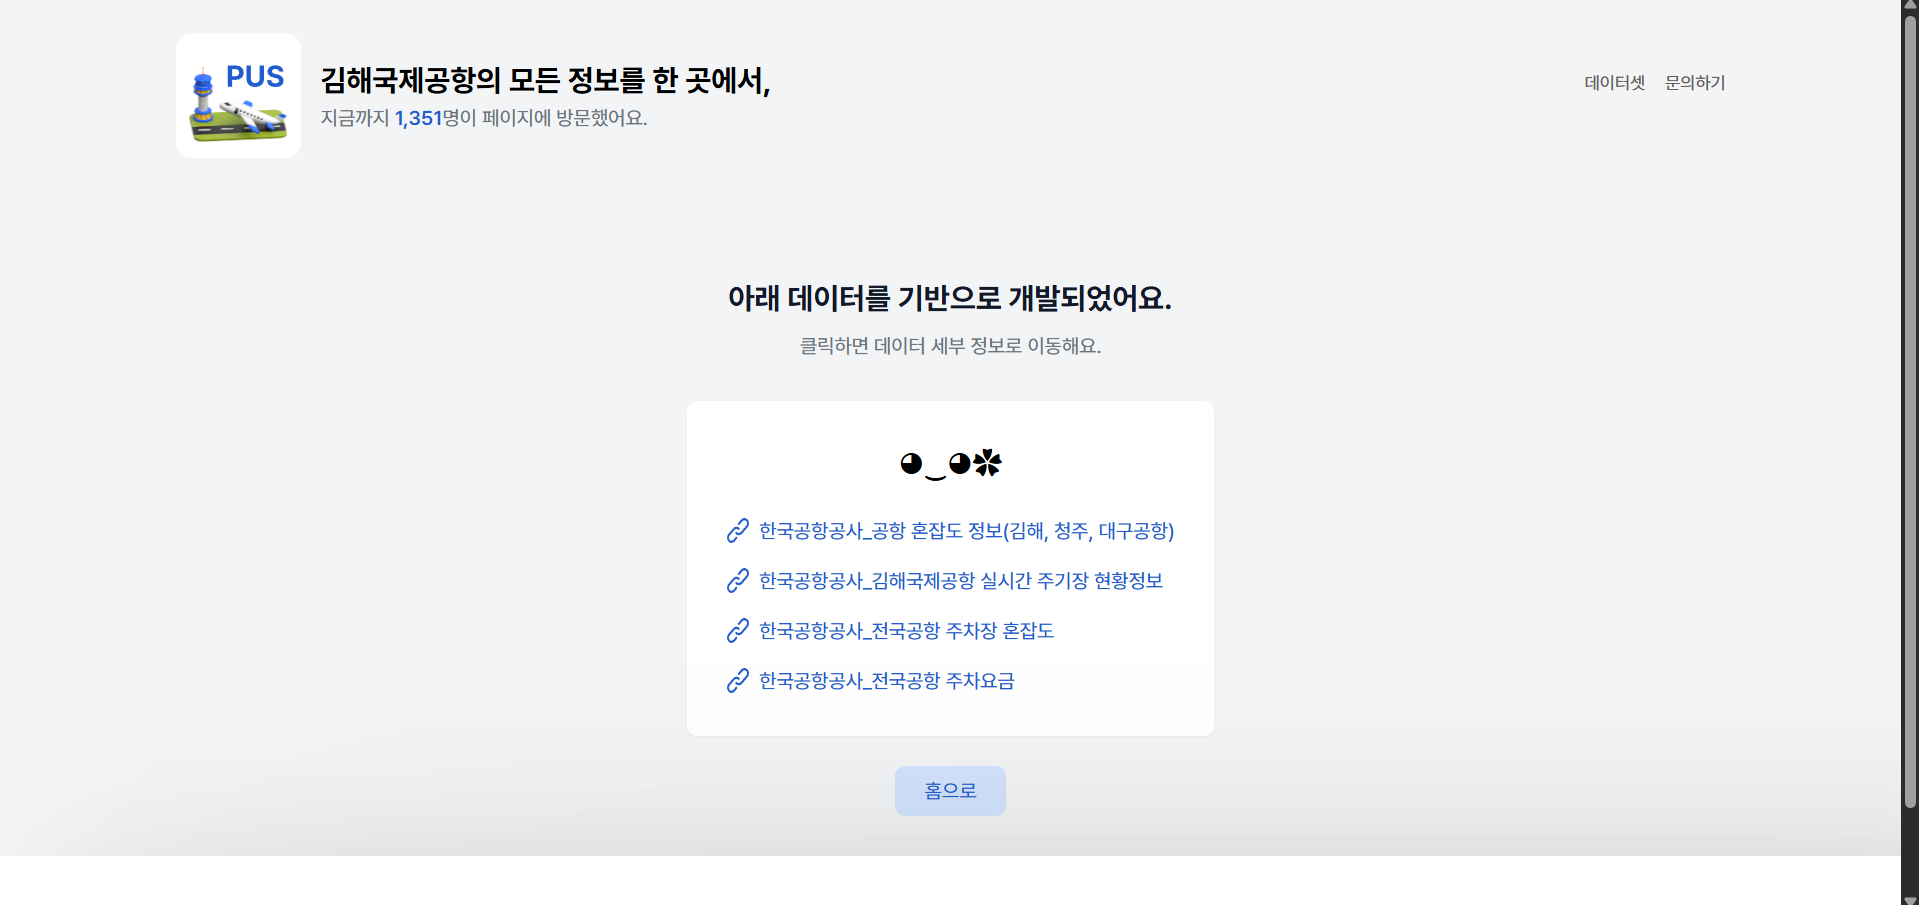 PUS
김해국제공항의 모든 정보를 한 곳에서,
지금까지 1,351명이 페이지에 방문했어요.
데이터셋 문의하기
아래 데이터를 기반으로 개발되었어요.
클릭하면 데이터 세부 정보로 이동해요.
◕‿◕✿
한국공항공사_공항 혼잡도 정보(김해, 청주, 대구공항)
한국공항공사_김해국제공항 실시간 주기장 현황정보
한국공항공사_전국공항 주차장 혼잡도
한국공항공사_전국공항 주차요금
홈으로